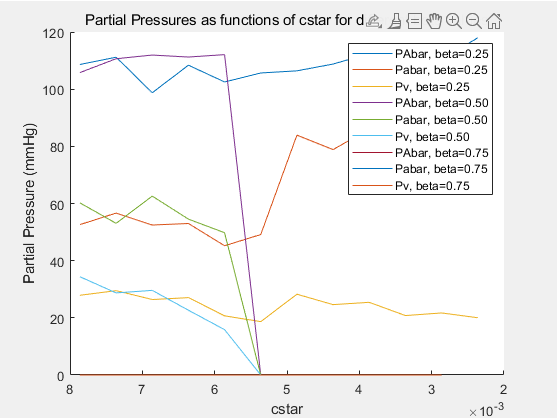 Partial Pressures as functions of cstar for d
120
100
80
60
40
20
0
Partial Pressure (mmHg)
PAbar, beta=0.25
Pabar, beta=0.25
Pv, beta=0.25
PAbar, beta=0.50
Pabar, beta=0.50
Pv, beta=0.50
PAbar, beta=0.75
Pabar, beta=0.75
Pv, beta=0.75
8 7 6 5 4 3 2
cstar
×10⁻³